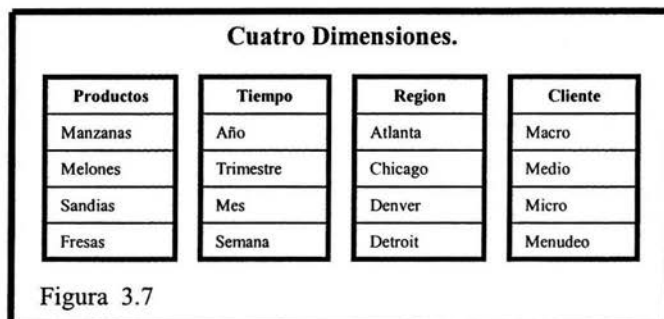 Cuatro Dimensiones.
Productos Tiempo Region Cliente
Manzanas Año Atlanta Macro
Melones Trimestre Chicago Medio
Sandias Mes Denver Micro
Fresas Semana Detroit Menudeo
Figura 3.7